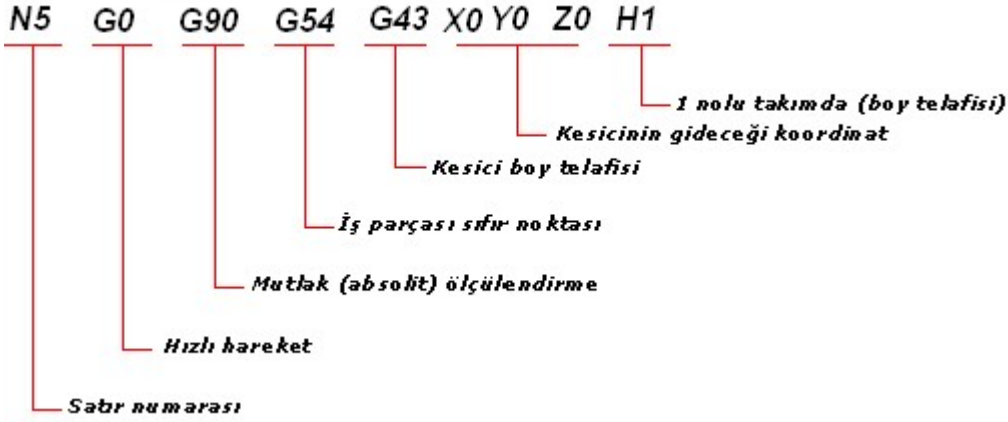 N5 G0 G90 G54 G43 X0 Y0 Z0 H1
1 nolu takımda (boy telafisi)
Kesicinin gideceği koordinat
Kesici boy telafisi
İş parçası sıfır noktası
Mutlak (absolit) ölçülendirme
Hızlı hareket
Satır numarası